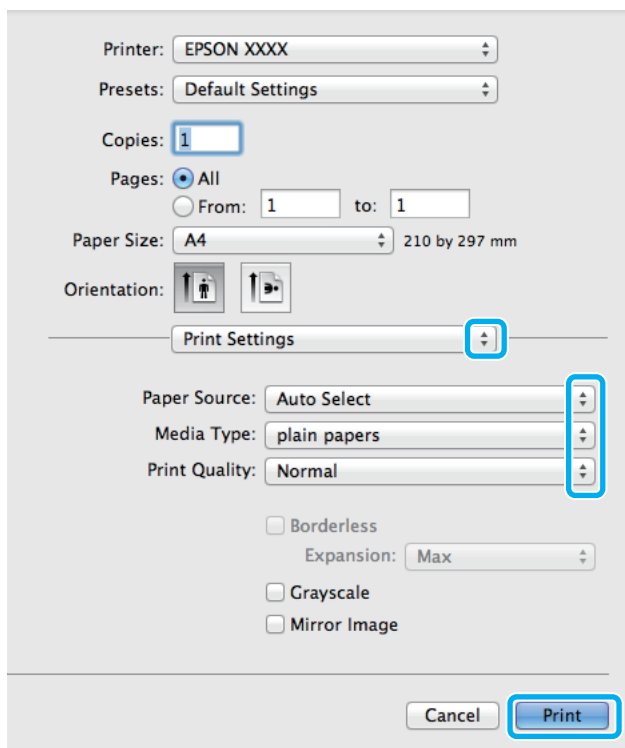 Printer: EPSON XXXX
Presets: Default Settings
Copies: 1
Pages: All
From: 1 to: 1
Paper Size: A4 210 by 297 mm
Orientation:
Print Settings
Paper Source: Auto Select
Media Type: plain papers
Print Quality: Normal
Borderless
Expansion: Max
Grayscale
Mirror Image
Cancel Print